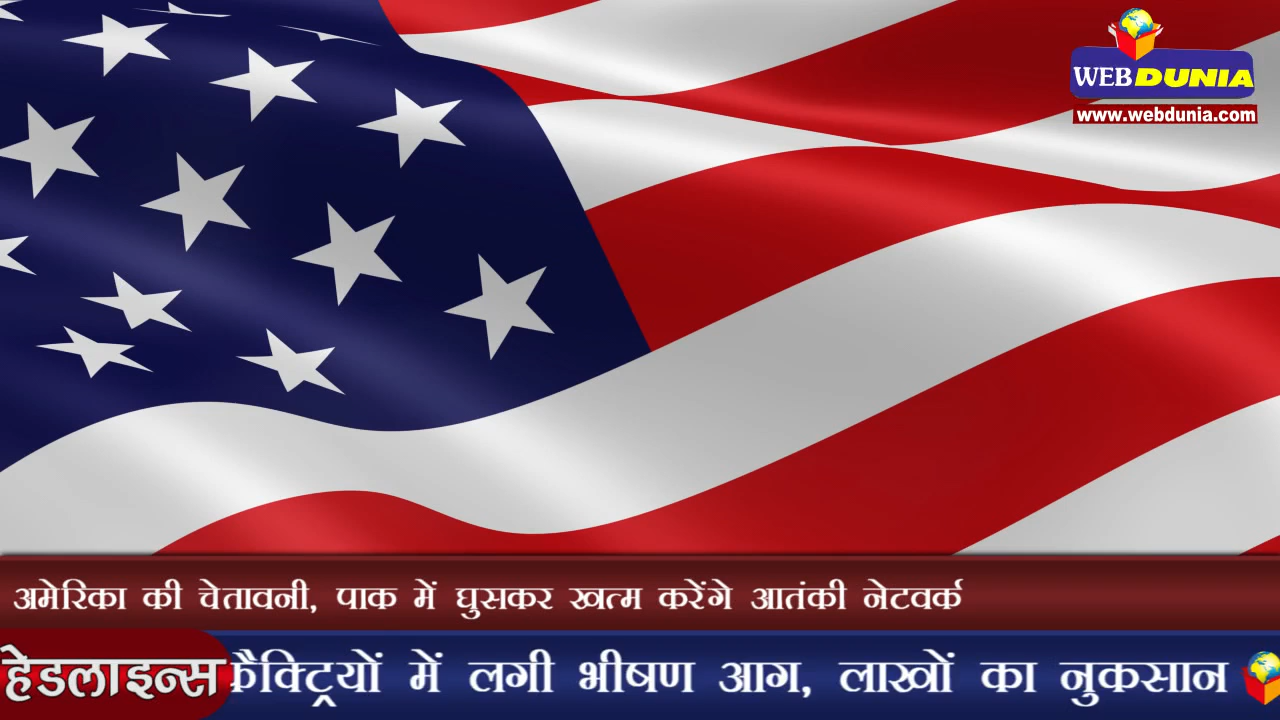 WEBDUNIA
www.webdunia.com
अमेरिका की चेतावनी, पाक में घुसकर खत्म करेंगे आतंकी नेटवर्क
हेडलाइन्स
फैक्ट्रियों में लगी भीषण आग, लाखों का नुकसान